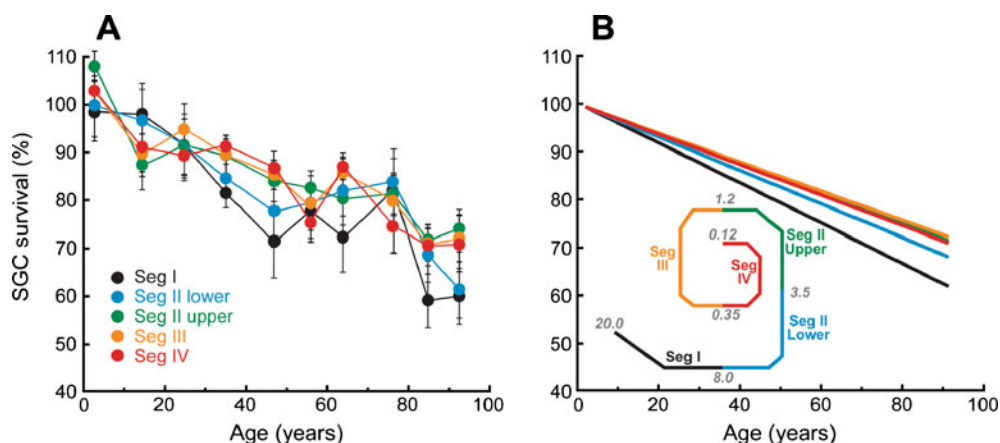 A
110
100
90
80
70
60
50
40
SGC survival (%)
Seg I
Seg II lower
Seg II upper
Seg III
Seg IV
0
20
40
60
80
100
Age (years)
B
110
100
90
80
70
60
50
40
1.2
0.12
Seg II
Upper
Seg
III
Seg
IV
3.5
0.35
20.0
Seg II
Lower
Seg I
8.0
0
20
40
60
80
100
Age (years)